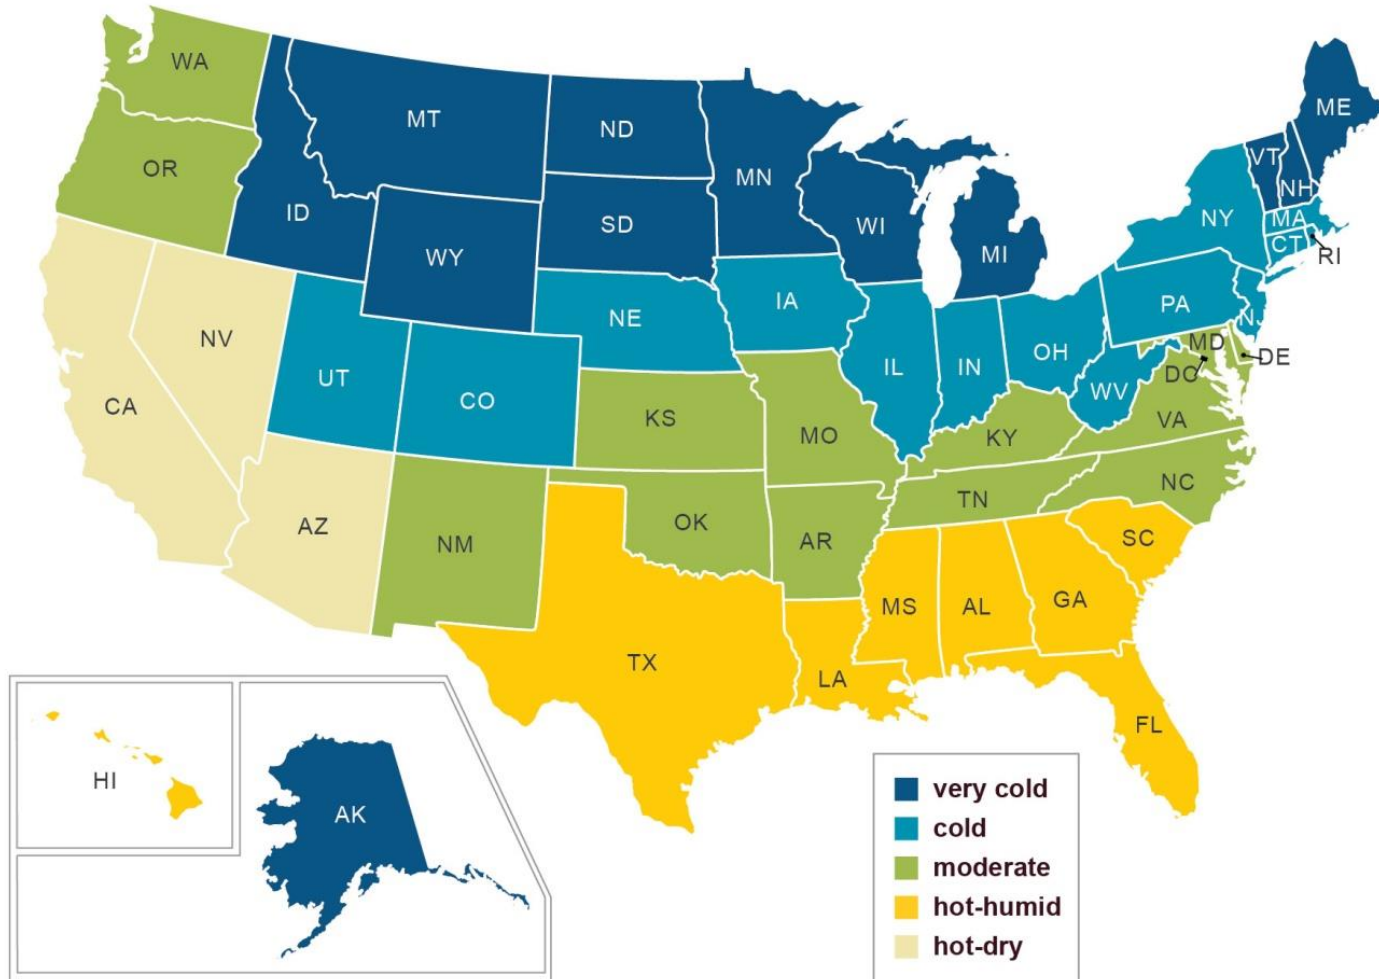 WA
MT
ND
MN
ME
VT
NH
OR
ID
SD
WI
MI
NY
MA
CT
RI
WY
NV
NE
IA
PA
NJ
UT
CO
IL
IN
OH
WV
MD
DE
DC
CA
KS
MO
KY
VA
AZ
NM
OK
AR
TN
NC
SC
TX
LA
MS
AL
GA
FL
HI
AK
very cold
cold
moderate
hot-humid
hot-dry